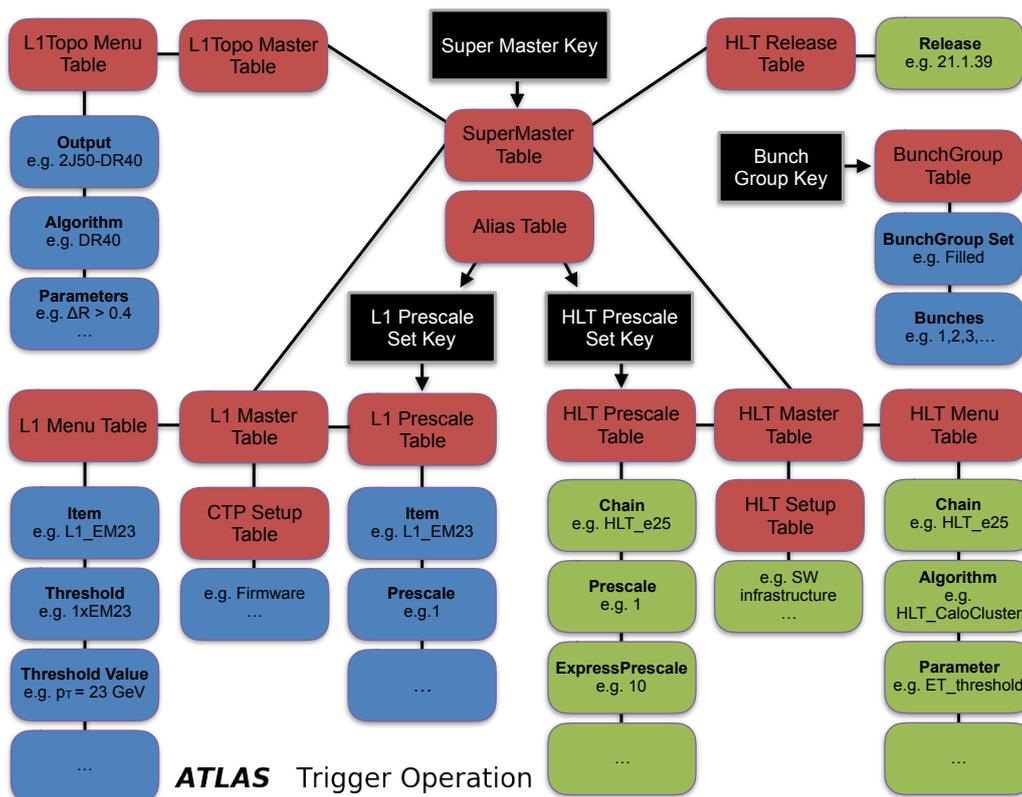 L1Topo Menu
Table
L1Topo Master
Table
Super Master Key
HLT Release
Table
Release
e.g. 21.1.39
SuperMaster
Table
Output
e.g. 2J50-DR40
Bunch
Group Key
BunchGroup
Table
Algorithm
e.g. DR40
Alias Table
BunchGroup Set
e.g. Filled
Parameters
e.g. ΔR > 0.4
…
L1 Prescale
Set Key
HLT Prescale
Set Key
Bunches
e.g. 1,2,3,…
L1 Menu Table
L1 Master
Table
L1 Prescale
Table
HLT Prescale
Table
HLT Master
Table
HLT Menu
Table
Item
e.g. L1_EM23
CTP Setup
Table
Item
e.g. L1_EM23
Chain
e.g. HLT_e25
HLT Setup
Table
Chain
e.g. HLT_e25
Threshold
e.g. 1xEM23
e.g. Firmware
…
Prescale
e.g.1
Prescale
e.g. 1
e.g. SW
infrastructure
…
Algorithm
e.g.
HLT_CaloCluster
Threshold Value
e.g. pT = 23 GeV
…
ExpressPrescale
e.g. 10
Parameter
e.g. ET_threshold
…
…
…
ATLAS Trigger Operation